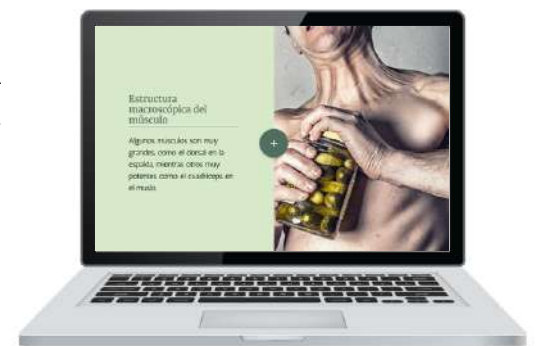 Estructura
macroscópica del
músculo
Algunos músculos son muy
grandes, como el dorsal en la
espalda, mientras otros muy
potentes como el cuadríceps en
el muslo.
+